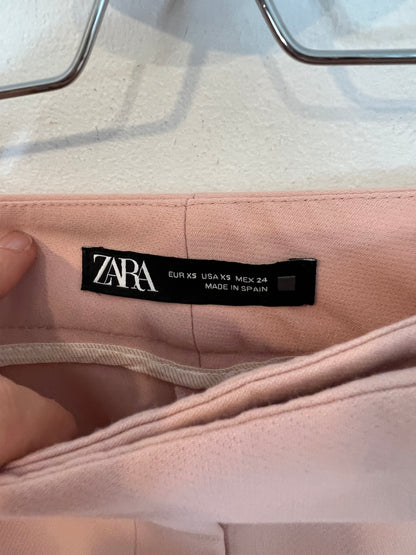 ZARA
EUR XS USA XS MEX 24
MADE IN SPAIN